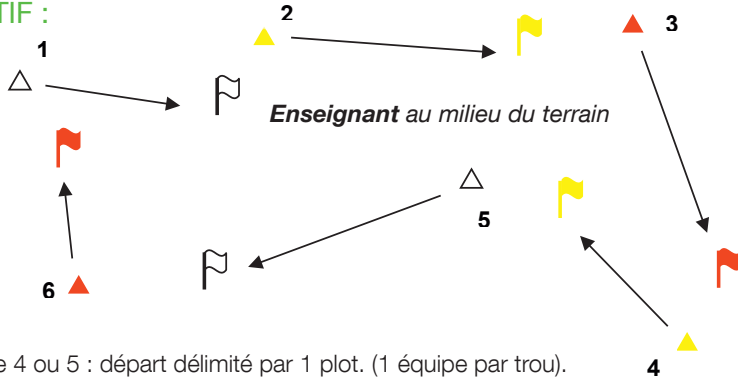 TIF :
2
3
1
Enseignant au milieu du terrain
5
6
e 4 ou 5 : départ délimité par 1 plot. (1 équipe par trou).
4